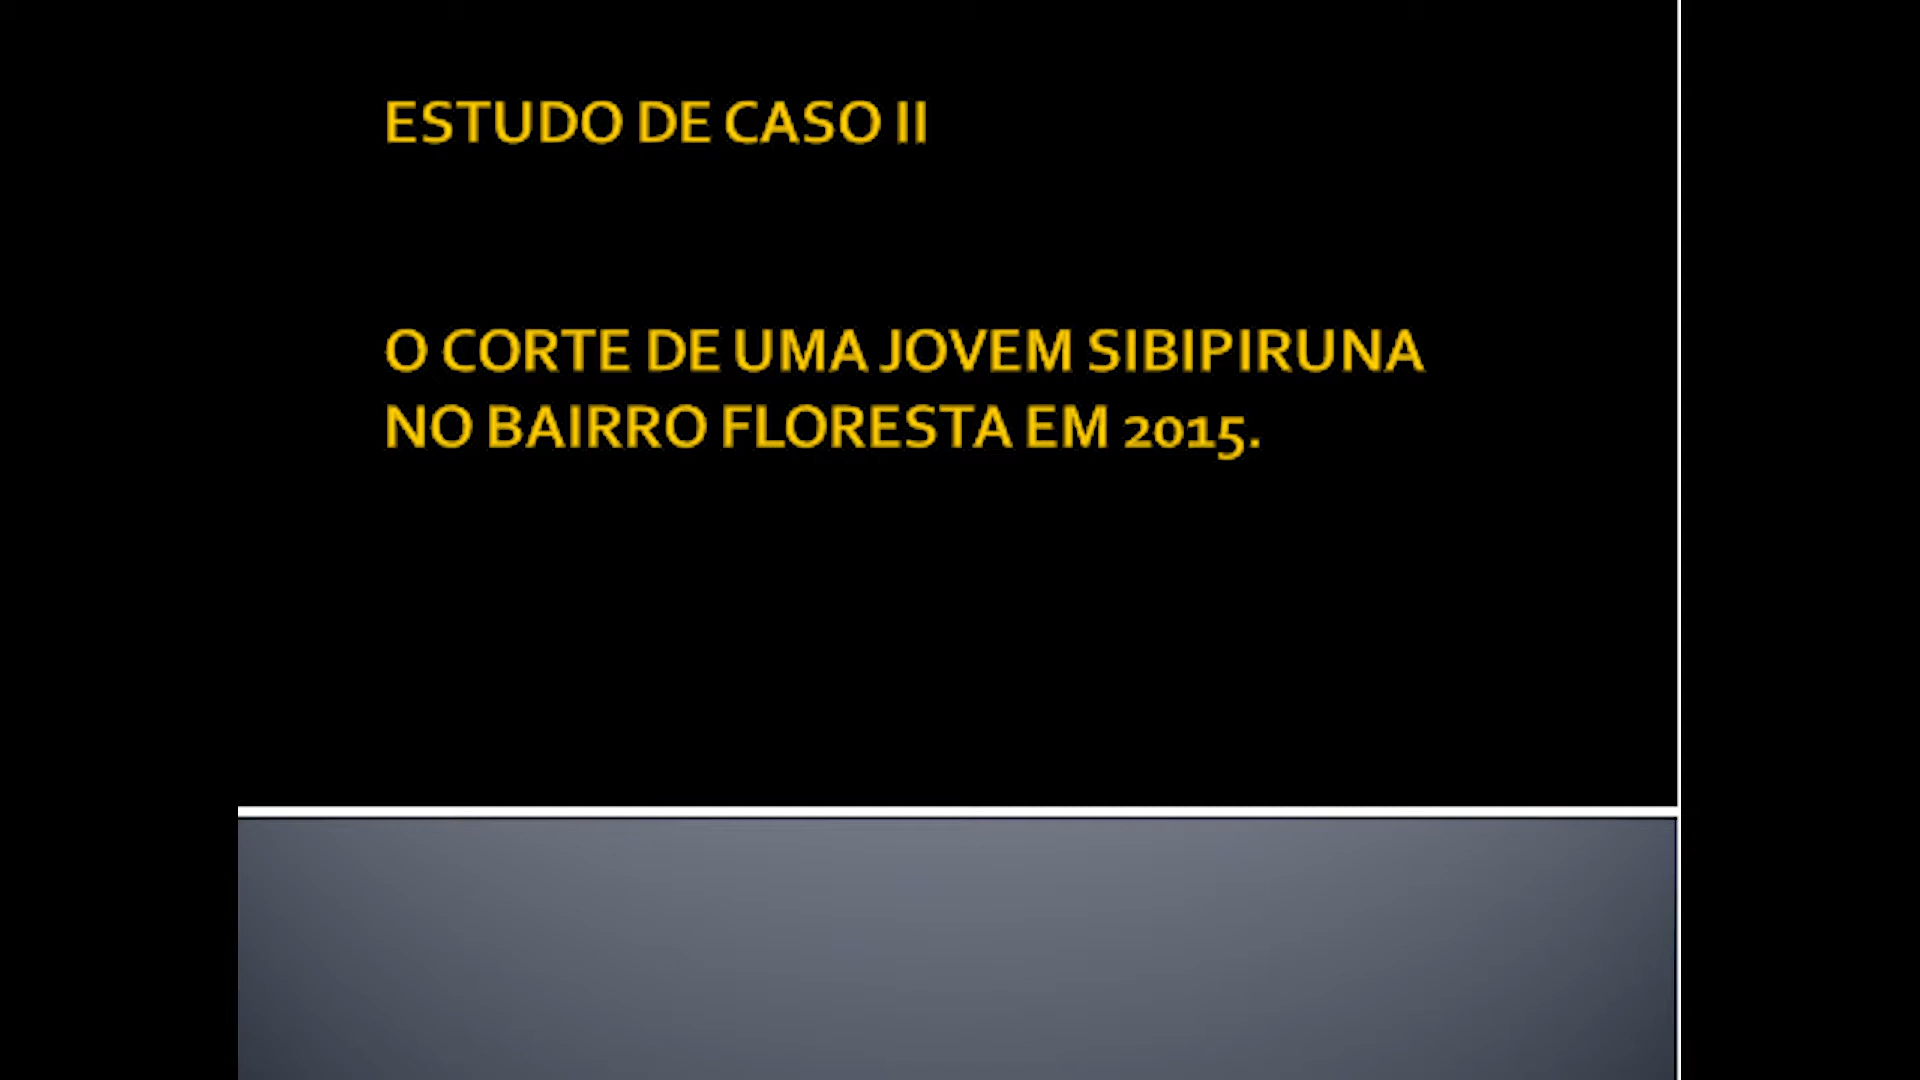 ESTUDO DE CASO II
O CORTE DE UMA JOVEM SIBIPIRUNA
NO BAIRRO FLORESTA EM 2015.